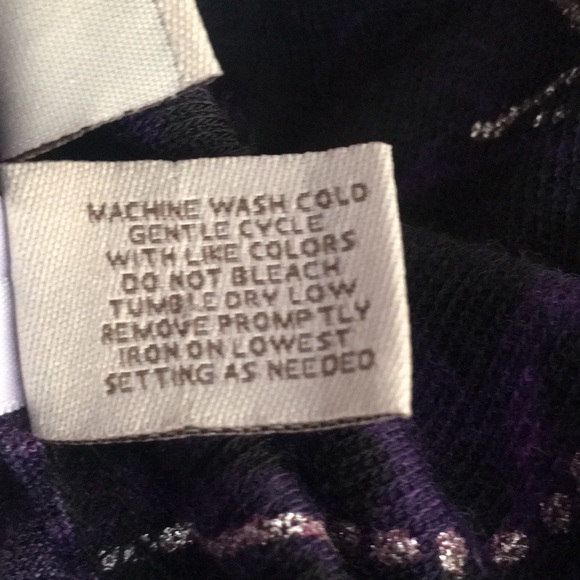 MACHINE WASH COLD
GENTLE CYCLE
WITH LIKE COLORS
DO NOT BLEACH
TUMBLE DRY LOW
REMOVE PROMPTLY
IRON ON LOWEST
SETTING AS NEEDED